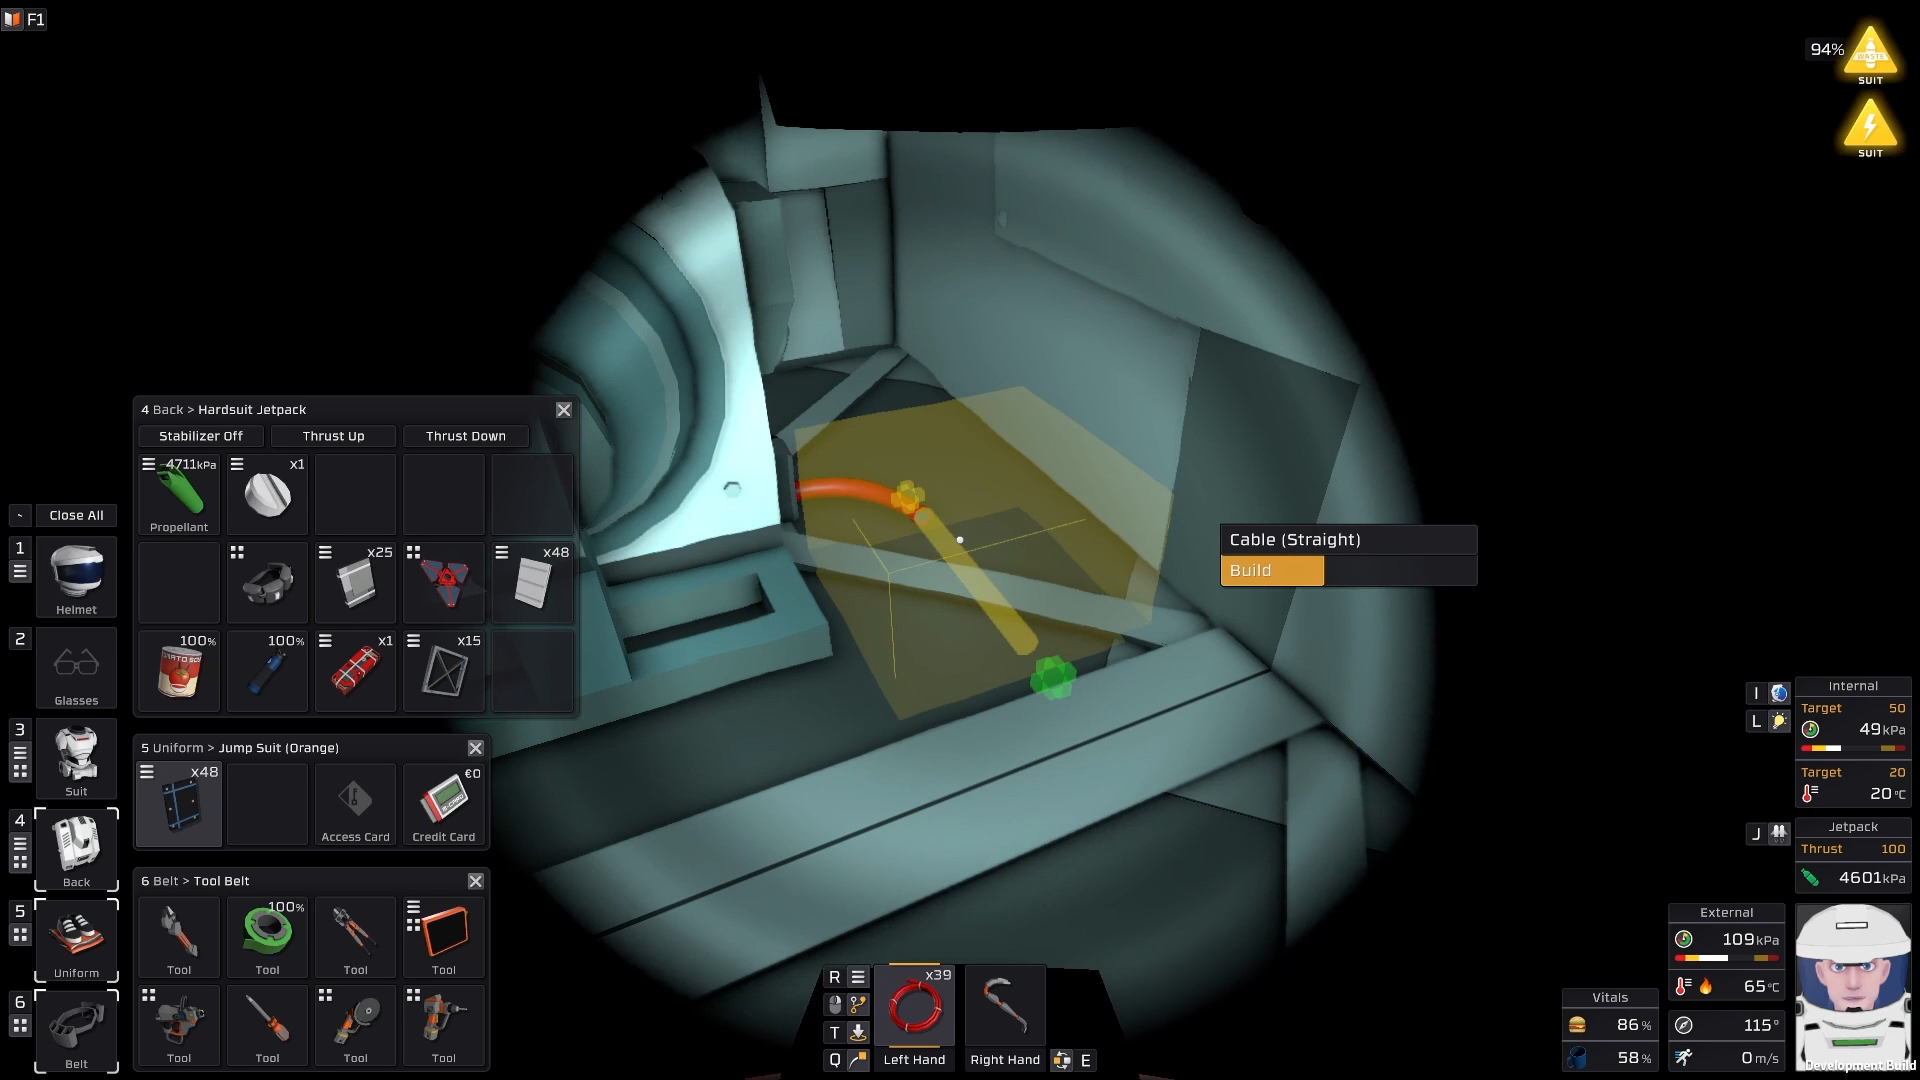 F1
94%
WASTE
SUIT
SUIT
4 Back > Hardsuit Jetpack
Stabilizer Off
Thrust Up
Thrust Down
4711kPa
x1
Propellant
x25
x48
100%
100%
x1
x15
Cable (Straight)
Build
~
Close All
1
Helmet
2
Glasses
3
Suit
4
Back
5
Uniform
6
Belt
5 Uniform > Jump Suit (Orange)
x48
€0
Access Card
Credit Card
6 Belt > Tool Belt
100%
Tool
Tool
Tool
Tool
Tool
Tool
Tool
Tool
R
T
Q
x39
Left Hand
Right Hand
E
I
L
Internal
Target 50
49kPa
Target 20
20°C
J
Jetpack
Thrust 100
4601kPa
External
109kPa
65°C
115°
0m/s
Vitals
86%
58%
Development Build